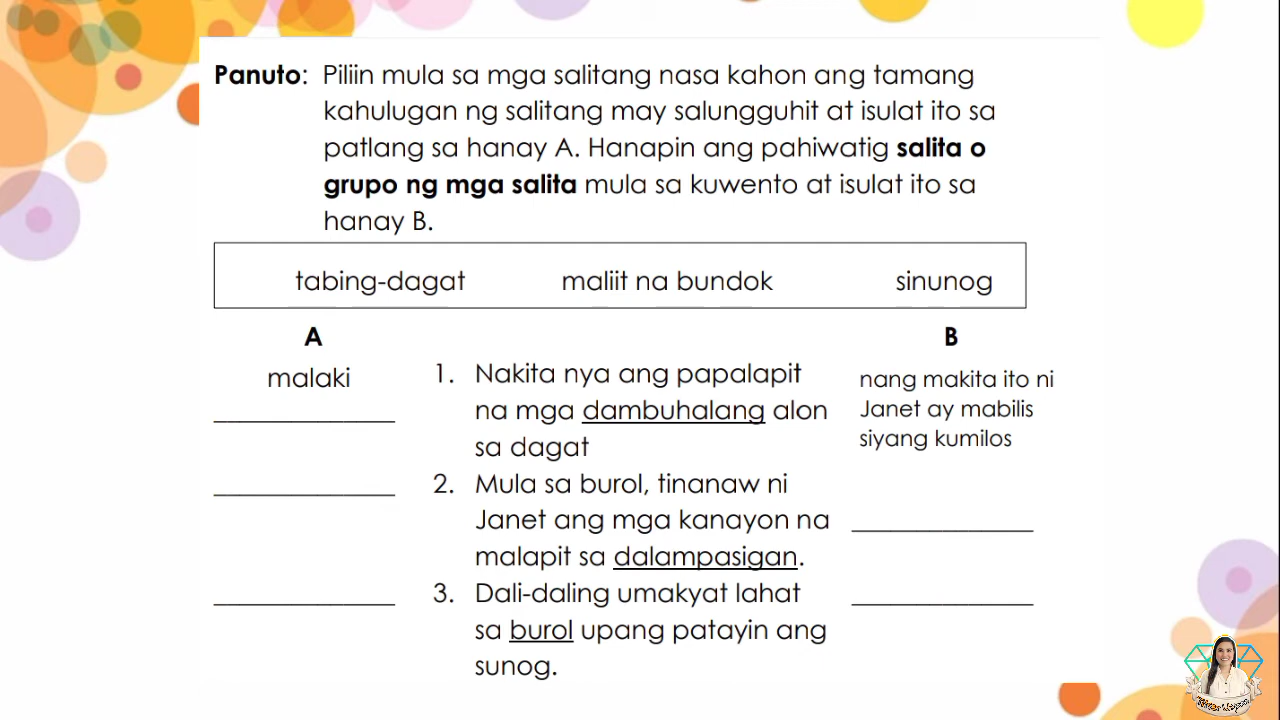 Panuto: Piliin mula sa mga salitang nasa kahon ang tamang
kahulugan ng salitang may salungguhit at isulat ito sa
patlang sa hanay A. Hanapin ang pahiwatig salita o
grupo ng mga salita mula sa kuwento at isulat ito sa
hanay B.
tabing-dagat maliit na bundok sinunog
A
B
malaki
1. Nakita nya ang papalapit
na mga dambuhalang alon
sa dagat
nang makita ito ni
Janet ay mabilis
siyang kumilos
2. Mula sa burol, tinanaw ni
Janet ang mga kanayon na
malapit sa dalampasigan.
3. Dali-daling umakyat lahat
sa burol upang patayin ang
sunog.